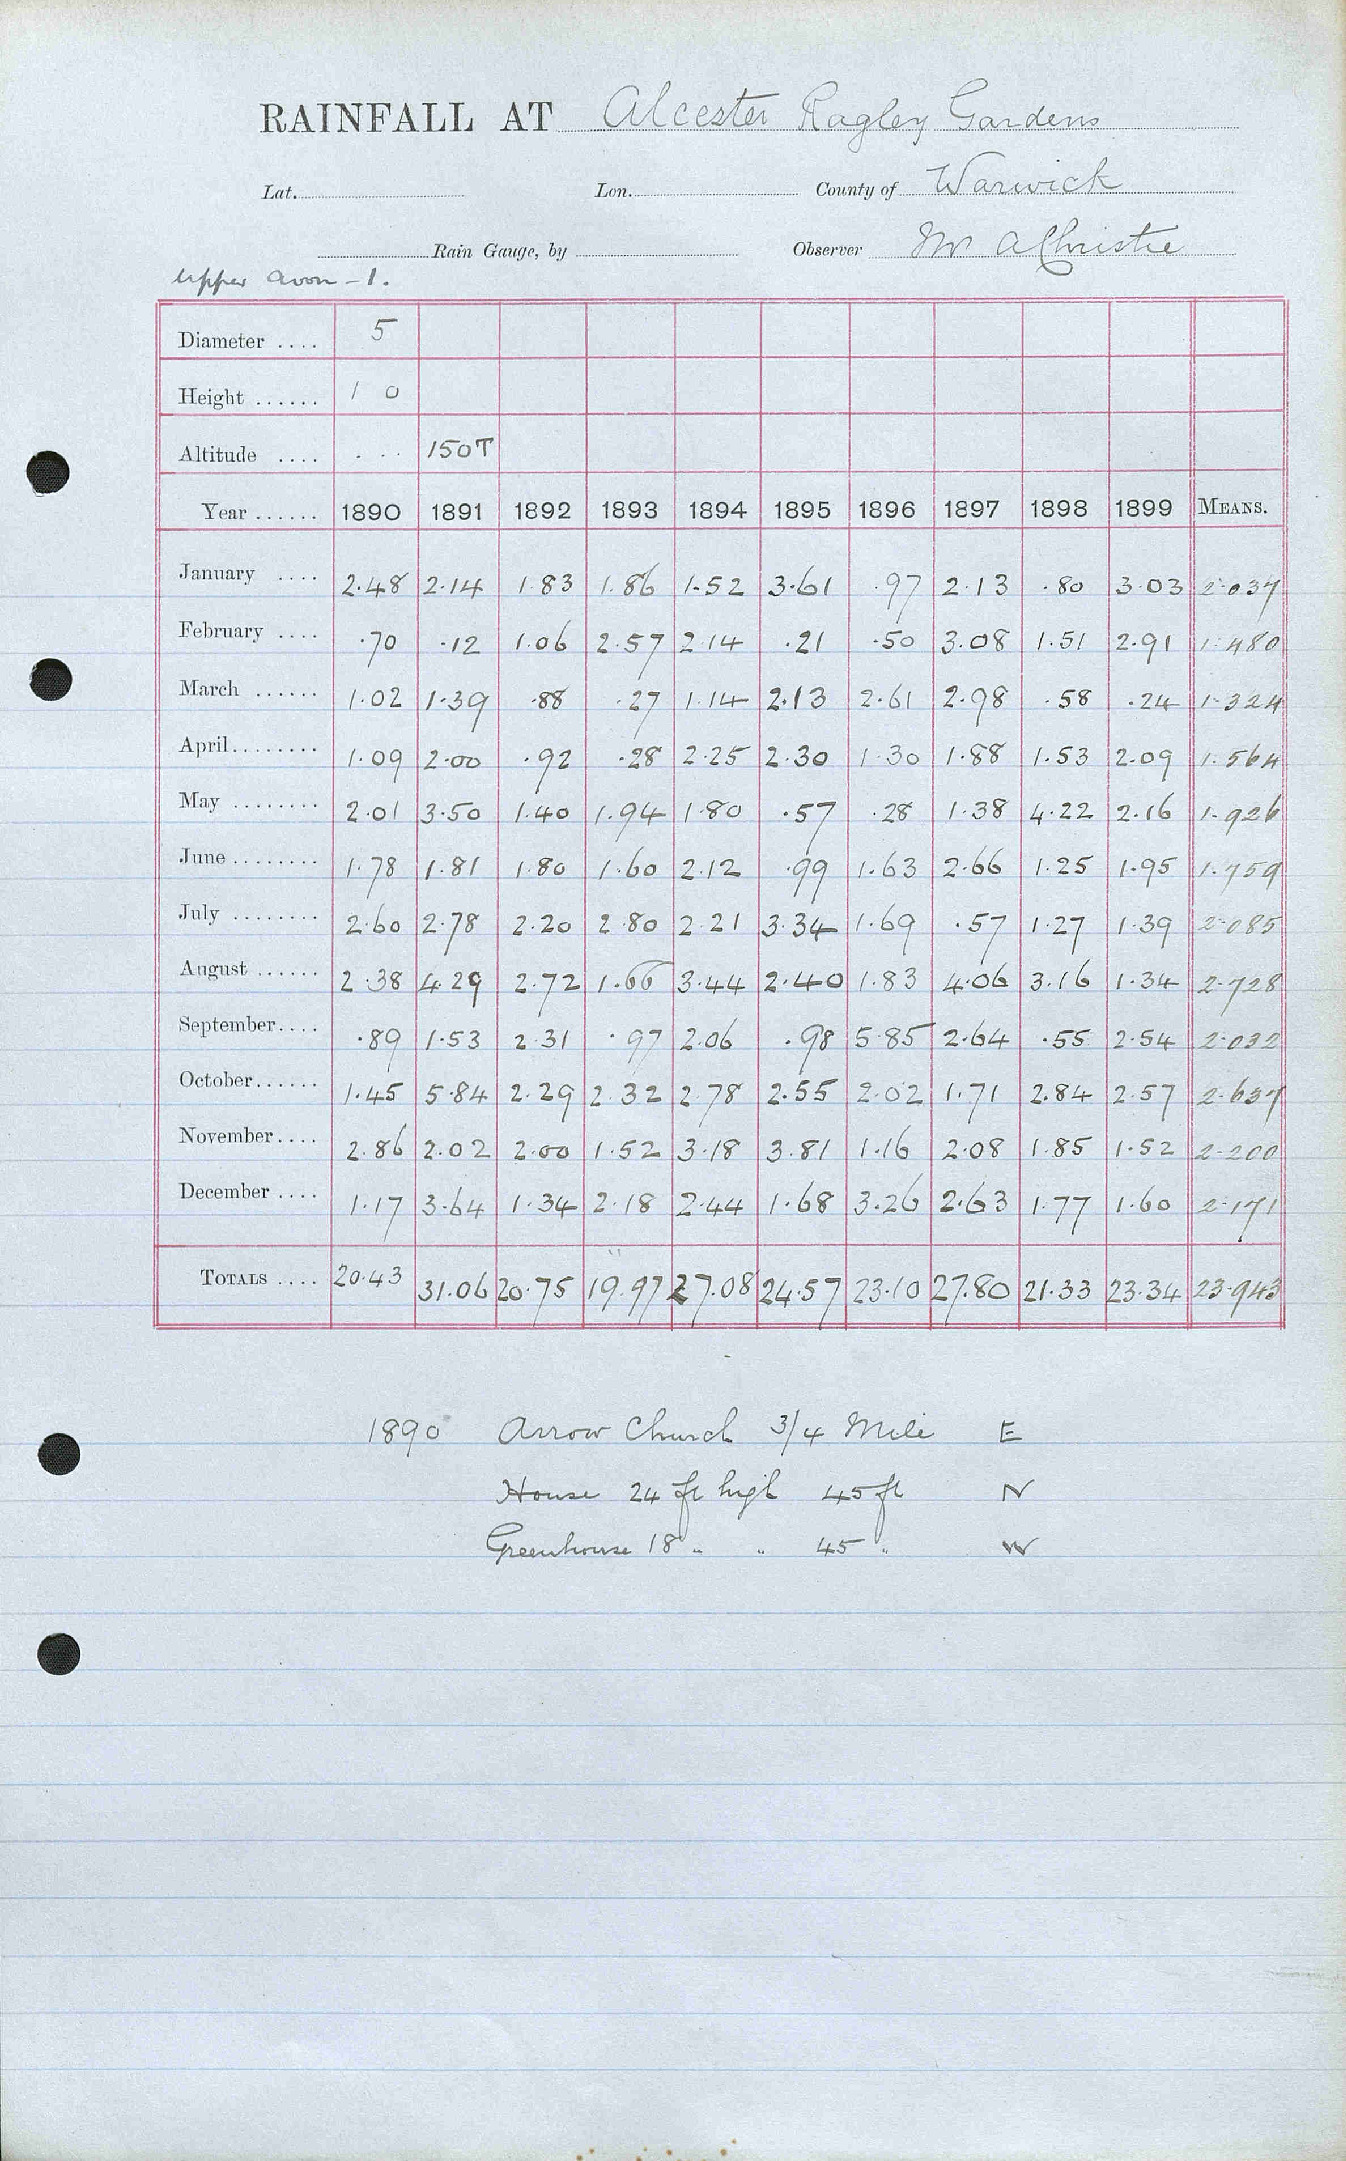 RAINFALL AT Alcester Ragley Gardens
Lat. Lon. County of Warwick
Rain Gauge, by Observer Mr A Christie
Upper Avon - 1.
Diameter .... 5
Height ...... 1 0
Altitude .... ... 150T
Year ...... 1890 1891 1892 1893 1894 1895 1896 1897 1898 1899 MEANS.
January .... 2.48 2.14 1.83 1.86 1.52 3.61 .97 2.13 .80 3.03 2.037
February .... .70 .12 1.06 2.57 2.14 .21 .50 3.08 1.51 2.91 1.480
March ...... 1.02 1.39 .88 .27 1.14 2.13 2.61 2.98 .58 .24 1.324
April ........ 1.09 2.00 .92 .28 2.25 2.30 1.30 1.88 1.53 2.09 1.564
May ........ 2.01 3.50 1.40 1.94 1.80 .57 .28 1.38 4.22 2.16 1.926
June ........ 1.78 1.81 1.80 1.60 2.12 .99 1.63 2.66 1.25 1.95 1.759
July ........ 2.60 2.78 2.20 2.80 2.21 3.34 1.69 .57 1.27 1.39 2.085
August ...... 2.38 4.29 2.72 1.66 3.44 2.40 1.83 4.06 3.16 1.34 2.728
September .... .89 1.53 2.31 .97 2.06 .98 5.85 2.64 .55 2.54 2.032
October ...... 1.45 5.84 2.29 2.32 2.78 2.55 2.02 1.71 2.84 2.57 2.637
November .... 2.86 2.02 2.00 1.52 3.18 3.81 1.16 2.08 1.85 1.52 2.200
December .... 1.17 3.64 1.34 2.18 2.44 1.68 3.26 2.63 1.77 1.60 2.171
TOTALS .... 20.43 31.06 20.75 19.97 27.08 24.57 23.10 27.80 21.33 23.34 23.943
1890 Arrow Church 3/4 Mile E
House 24 ft high 45 ft N
Greenhouse 18 " " 45 " W